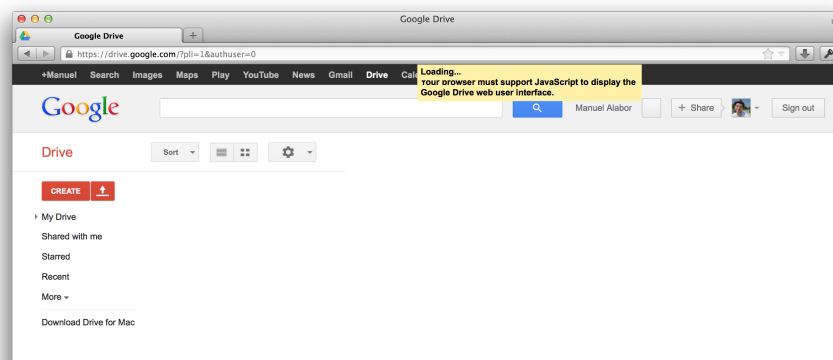 Google Drive
Google Drive
https://drive.google.com/?pli=1&authuser=0
+Manuel Search Images Maps Play YouTube News Gmail Drive
Loading...
Your browser must support JavaScript to display the
Google Drive web user interface.
Google
Manuel Alabor
+ Share
Sign out
Drive
Sort
CREATE
My Drive
Shared with me
Starred
Recent
More
Download Drive for Mac